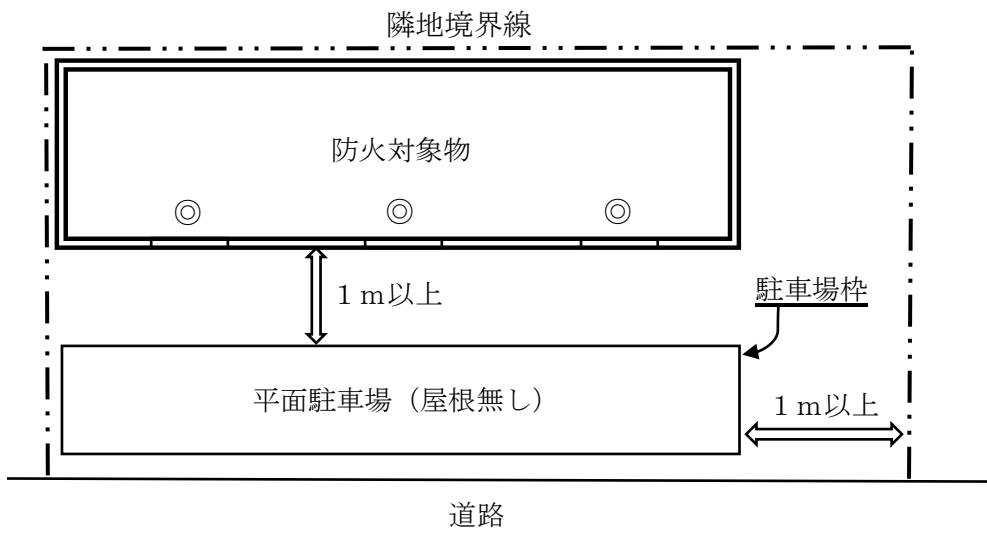 隣地境界線
防火対象物
◎ ◎ ◎
１ｍ以上
駐車場枠
平面駐車場（屋根無し）
１ｍ以上
道路